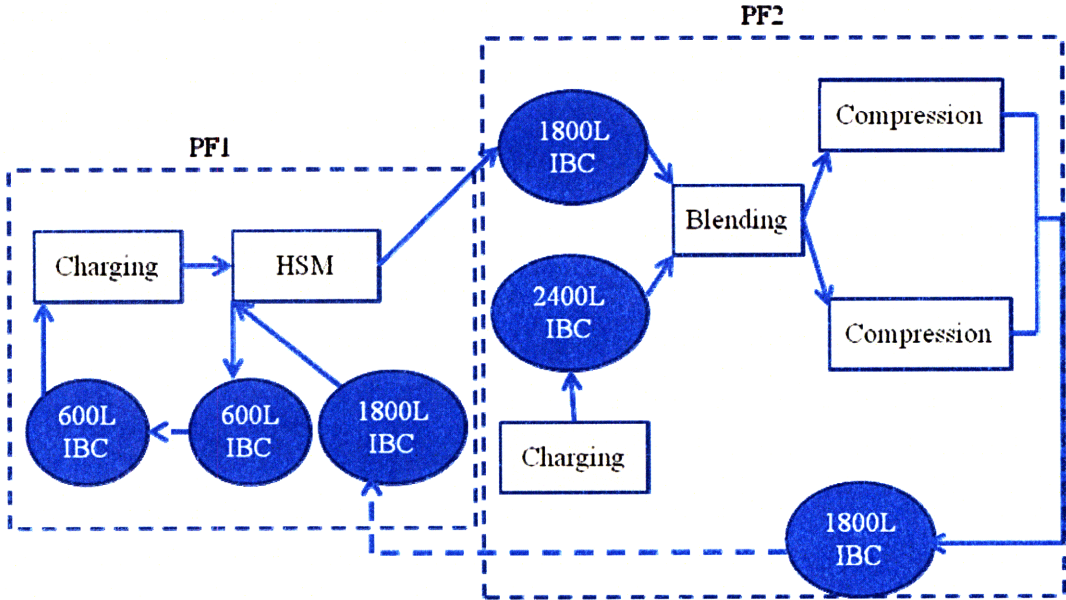 PF2
PF1
1800L
IBC
Compression
Blending
Charging
HSM
2400L
IBC
Compression
600L
IBC
600L
IBC
1800L
IBC
Charging
1800L
IBC